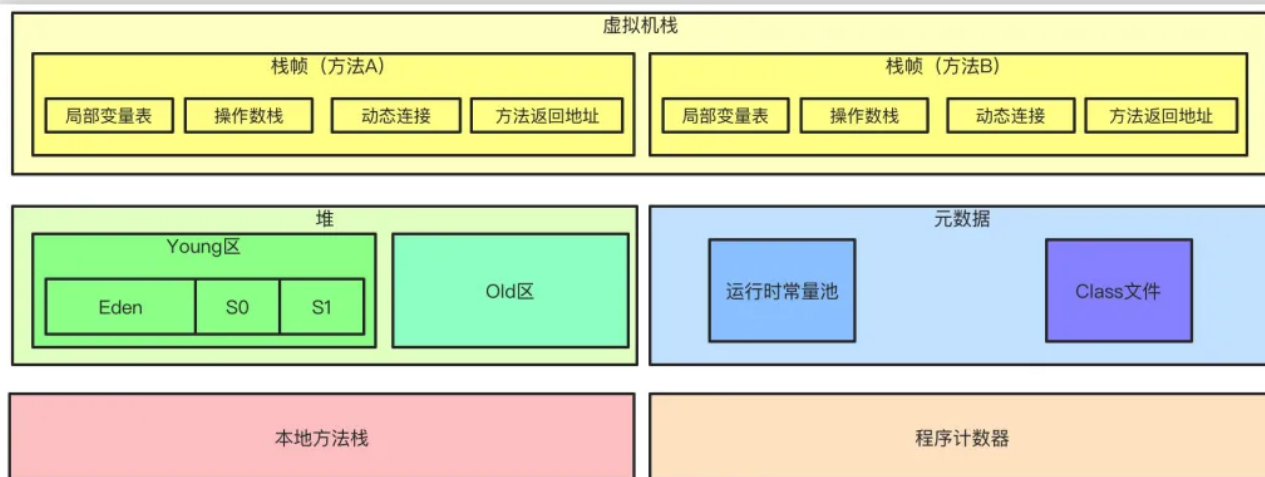 虚拟机栈
栈帧（方法A）
栈帧（方法B）
局部变量表
操作数栈
动态连接
方法返回地址
局部变量表
操作数栈
动态连接
方法返回地址
堆
元数据
Young区
Eden
S0
S1
Old区
运行时常量池
Class文件
本地方法栈
程序计数器